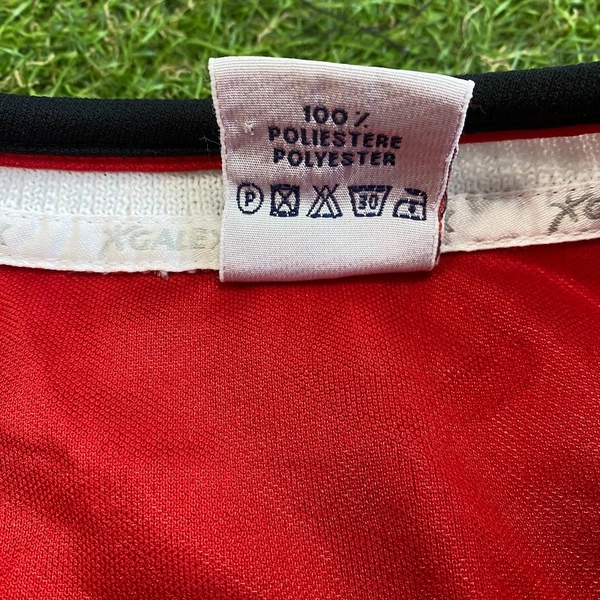 100%
POLIESTERE
POLYESTER
P 30
XGALEX